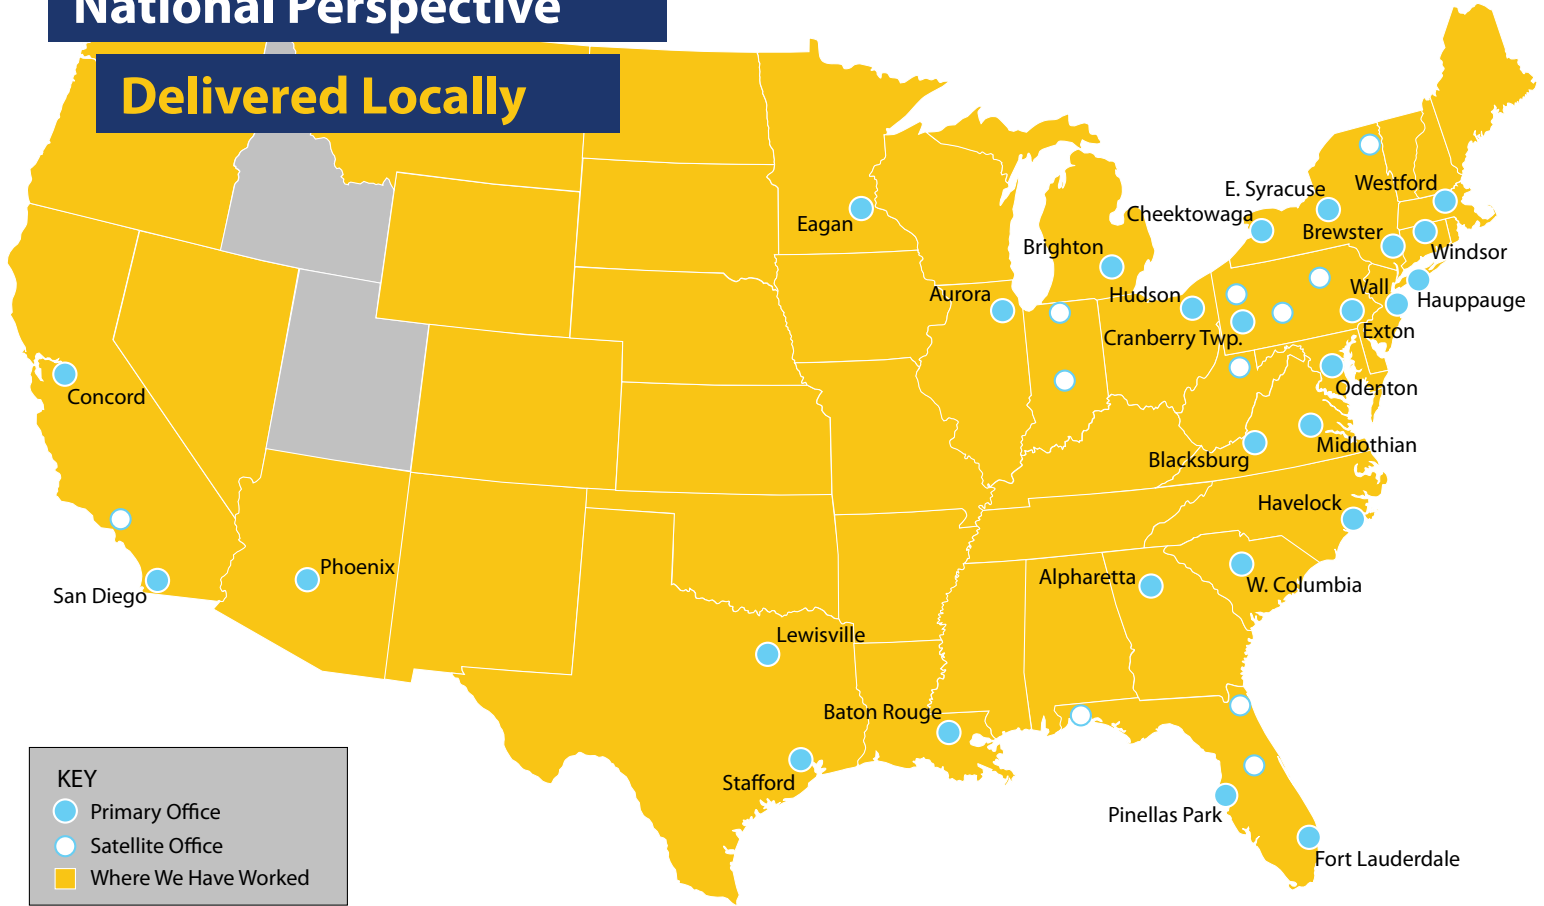 National Perspective
Delivered Locally
Westford
E. Syracuse
Cheektowaga
Eagan
Brewster
Brighton
Windsor
Wall
Aurora
Hudson
Hauppauge
Exton
Cranberry Twp.
Odenton
Concord
Midlothian
Blacksburg
Havelock
Phoenix
Alpharetta
W. Columbia
San Diego
Lewisville
Baton Rouge
Stafford
Pinellas Park
Fort Lauderdale
KEY
Primary Office
Satellite Office
Where We Have Worked